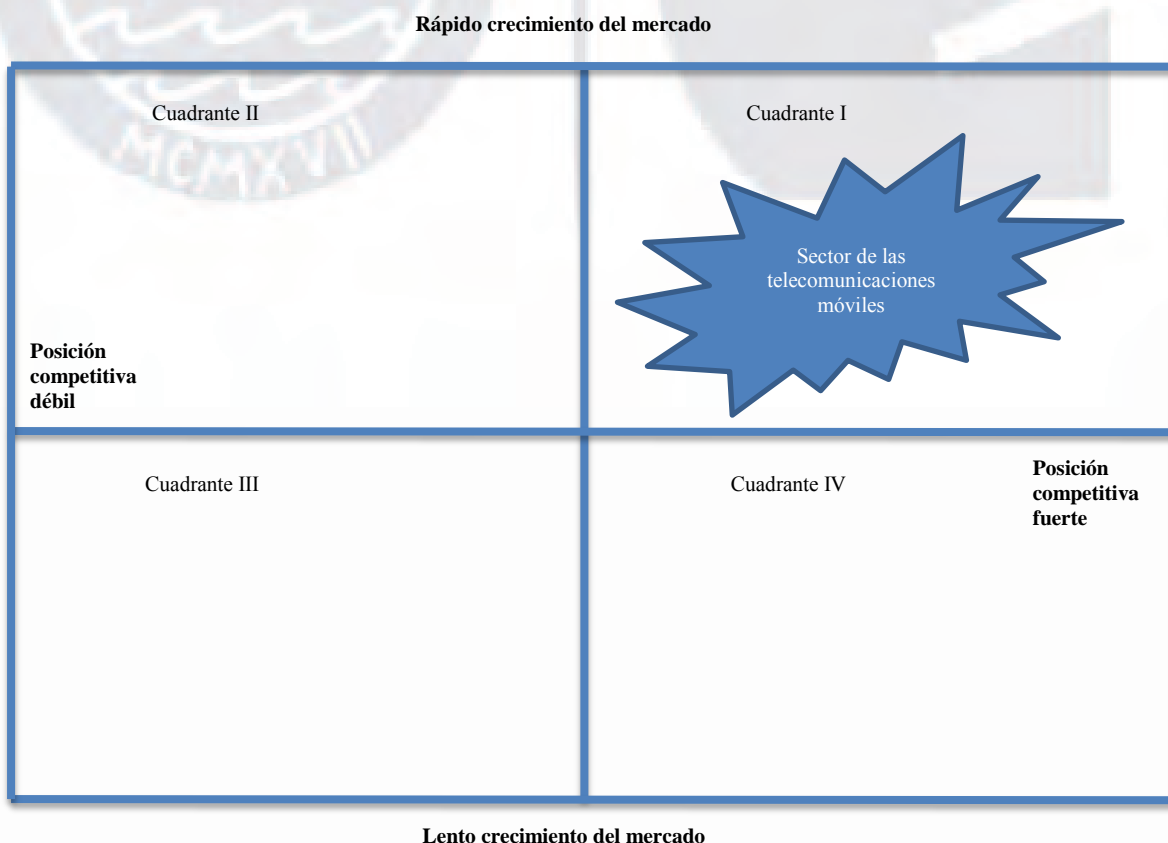 Rápido crecimiento del mercado
MCMXVII
Cuadrante II
Cuadrante I
Sector de las
telecomunicaciones
móviles
Posición
competitiva
débil
Cuadrante III
Cuadrante IV
Posición
competitiva
fuerte
Lento crecimiento del mercado